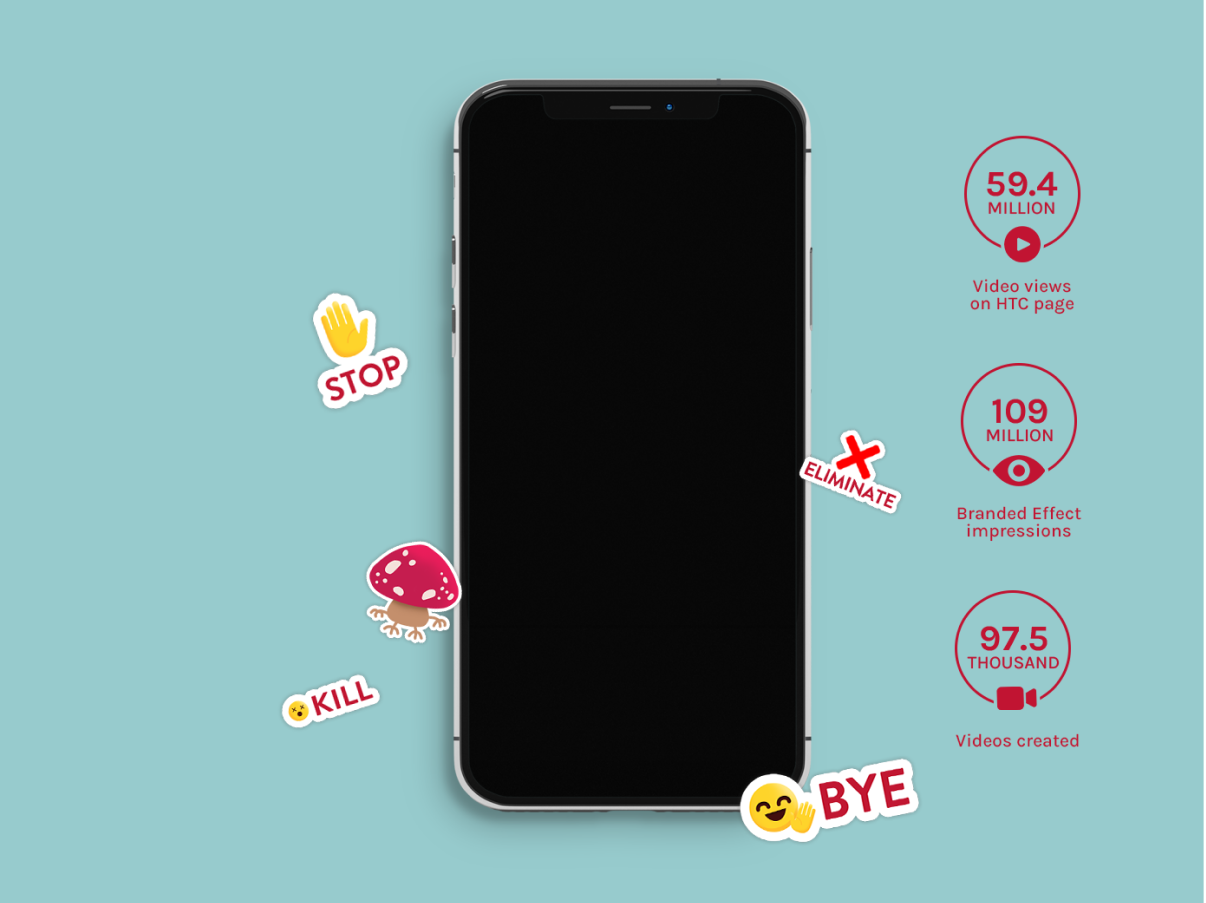 59.4
MILLION
Video views
on HTC page
STOP
109
MILLION
ELIMINATE
Branded Effect
impressions
97.5
THOUSAND
KILL
Videos created
BYE